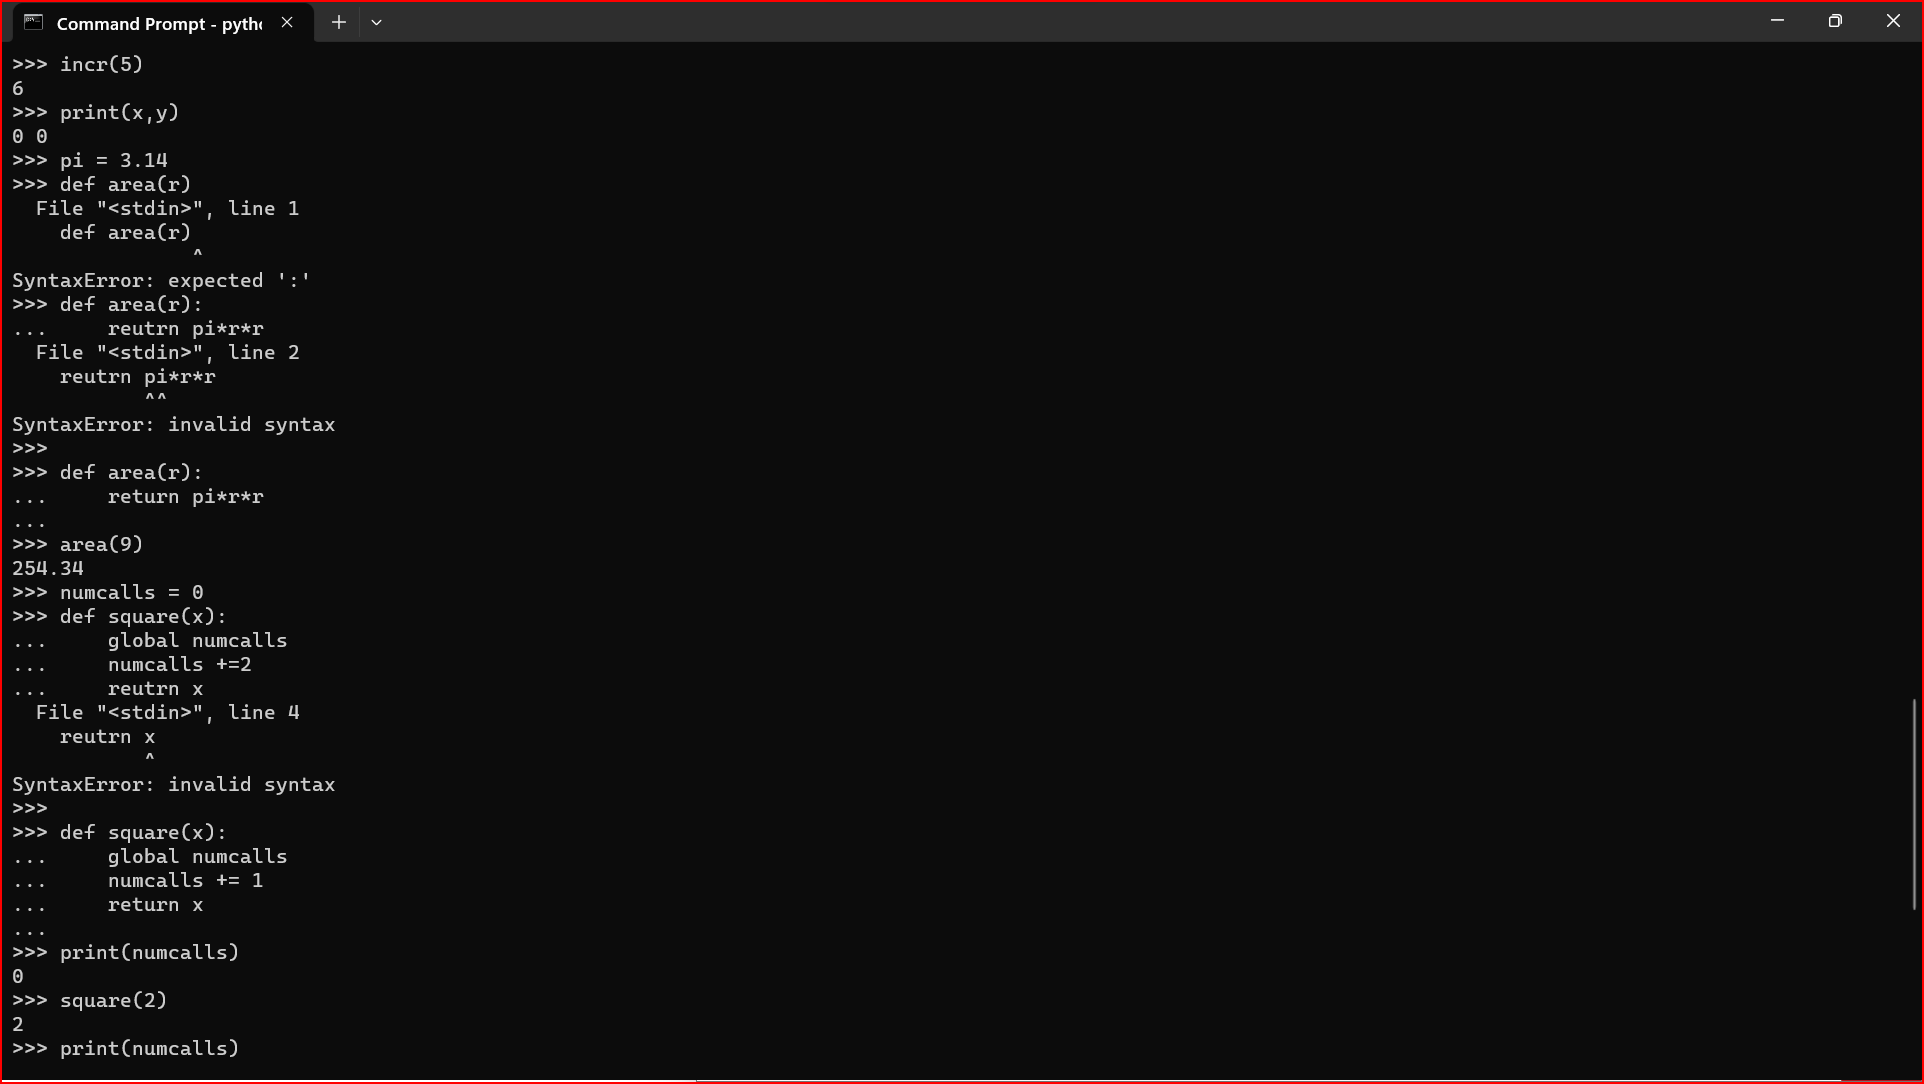 Command Prompt - pyth
>>> incr(5)
6
>>> print(x,y)
0 0
>>> pi = 3.14
>>> def area(r)
  File "<stdin>", line 1
    def area(r)
               ^
SyntaxError: expected ':'
>>> def area(r):
...     reutrn pi*r*r
  File "<stdin>", line 2
    reutrn pi*r*r
           ^^
SyntaxError: invalid syntax
>>>
>>> def area(r):
...     return pi*r*r
...
>>> area(9)
254.34
>>> numcalls = 0
>>> def square(x):
...     global numcalls
...     numcalls +=2
...     reutrn x
  File "<stdin>", line 4
    reutrn x
           ^
SyntaxError: invalid syntax
>>>
>>> def square(x):
...     global numcalls
...     numcalls += 1
...     return x
...
>>> print(numcalls)
0
>>> square(2)
2
>>> print(numcalls)